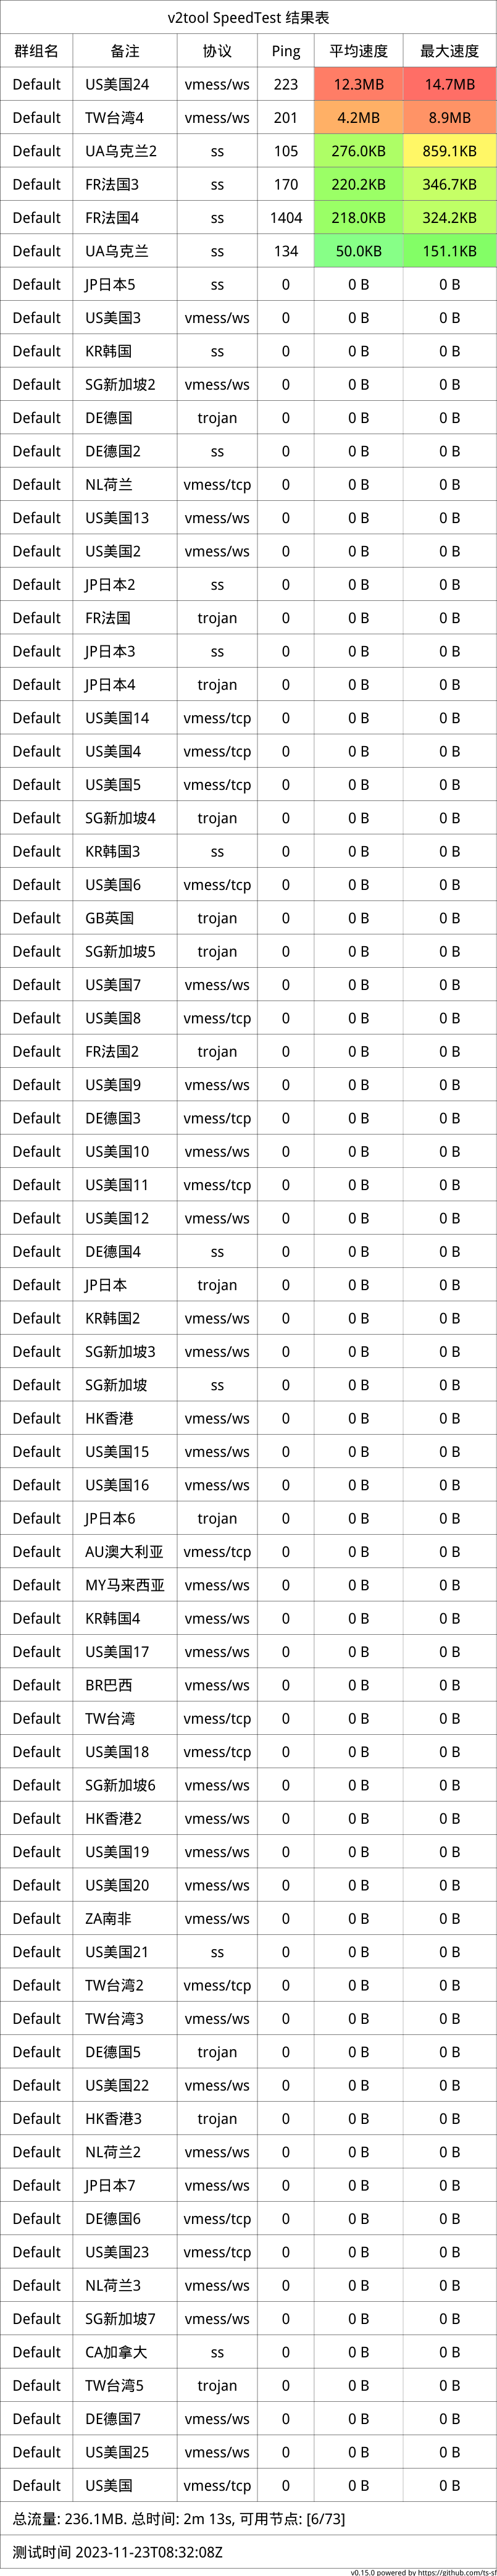 v2tool SpeedTest 结果表
群组名 备注 协议 Ping 平均速度 最大速度
Default US美国24 vmess/ws 223 12.3MB 14.7MB
Default TW台湾4 vmess/ws 201 4.2MB 8.9MB
Default UA乌克兰2 ss 105 276.0KB 859.1KB
Default FR法国3 ss 170 220.2KB 346.7KB
Default FR法国4 ss 1404 218.0KB 324.2KB
Default UA乌克兰 ss 134 50.0KB 151.1KB
Default JP日本5 ss 0 0 B 0 B
Default US美国3 vmess/ws 0 0 B 0 B
Default KR韩国 ss 0 0 B 0 B
Default SG新加坡2 vmess/ws 0 0 B 0 B
Default DE德国 trojan 0 0 B 0 B
Default DE德国2 ss 0 0 B 0 B
Default NL荷兰 vmess/tcp 0 0 B 0 B
Default US美国13 vmess/ws 0 0 B 0 B
Default US美国2 vmess/ws 0 0 B 0 B
Default JP日本2 ss 0 0 B 0 B
Default FR法国 trojan 0 0 B 0 B
Default JP日本3 ss 0 0 B 0 B
Default JP日本4 trojan 0 0 B 0 B
Default US美国14 vmess/tcp 0 0 B 0 B
Default US美国4 vmess/tcp 0 0 B 0 B
Default US美国5 vmess/tcp 0 0 B 0 B
Default SG新加坡4 trojan 0 0 B 0 B
Default KR韩国3 ss 0 0 B 0 B
Default US美国6 vmess/tcp 0 0 B 0 B
Default GB英国 trojan 0 0 B 0 B
Default SG新加坡5 trojan 0 0 B 0 B
Default US美国7 vmess/ws 0 0 B 0 B
Default US美国8 vmess/tcp 0 0 B 0 B
Default FR法国2 trojan 0 0 B 0 B
Default US美国9 vmess/ws 0 0 B 0 B
Default DE德国3 vmess/tcp 0 0 B 0 B
Default US美国10 vmess/ws 0 0 B 0 B
Default US美国11 vmess/tcp 0 0 B 0 B
Default US美国12 vmess/ws 0 0 B 0 B
Default DE德国4 ss 0 0 B 0 B
Default JP日本 trojan 0 0 B 0 B
Default KR韩国2 vmess/ws 0 0 B 0 B
Default SG新加坡3 vmess/ws 0 0 B 0 B
Default SG新加坡 ss 0 0 B 0 B
Default HK香港 vmess/ws 0 0 B 0 B
Default US美国15 vmess/ws 0 0 B 0 B
Default US美国16 vmess/ws 0 0 B 0 B
Default JP日本6 trojan 0 0 B 0 B
Default AU澳大利亚 vmess/tcp 0 0 B 0 B
Default MY马来西亚 vmess/ws 0 0 B 0 B
Default KR韩国4 vmess/ws 0 0 B 0 B
Default US美国17 vmess/ws 0 0 B 0 B
Default BR巴西 vmess/ws 0 0 B 0 B
Default TW台湾 vmess/tcp 0 0 B 0 B
Default US美国18 vmess/tcp 0 0 B 0 B
Default SG新加坡6 vmess/ws 0 0 B 0 B
Default HK香港2 vmess/ws 0 0 B 0 B
Default US美国19 vmess/ws 0 0 B 0 B
Default US美国20 vmess/ws 0 0 B 0 B
Default ZA南非 vmess/ws 0 0 B 0 B
Default US美国21 ss 0 0 B 0 B
Default TW台湾2 vmess/tcp 0 0 B 0 B
Default TW台湾3 vmess/ws 0 0 B 0 B
Default DE德国5 trojan 0 0 B 0 B
Default US美国22 vmess/ws 0 0 B 0 B
Default HK香港3 trojan 0 0 B 0 B
Default NL荷兰2 vmess/ws 0 0 B 0 B
Default JP日本7 vmess/ws 0 0 B 0 B
Default DE德国6 vmess/tcp 0 0 B 0 B
Default US美国23 vmess/tcp 0 0 B 0 B
Default NL荷兰3 vmess/ws 0 0 B 0 B
Default SG新加坡7 vmess/ws 0 0 B 0 B
Default CA加拿大 ss 0 0 B 0 B
Default TW台湾5 trojan 0 0 B 0 B
Default DE德国7 vmess/ws 0 0 B 0 B
Default US美国25 vmess/ws 0 0 B 0 B
Default US美国 vmess/tcp 0 0 B 0 B
总流量: 236.1MB. 总时间: 2m 13s, 可用节点: [6/73]
测试时间 2023-11-23T08:32:08Z
v0.15.0 powered by https://github.com/ts-sf